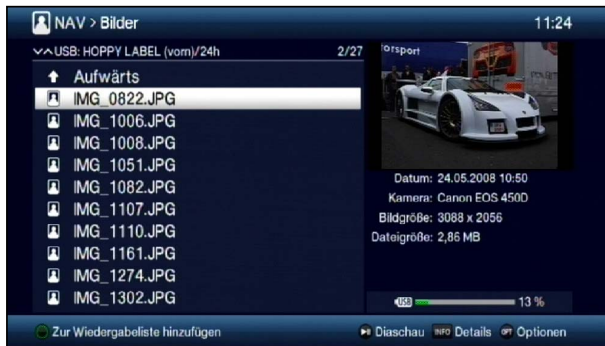 NAV > Bilder
11:24
USB: HOPPY LABEL (vorn)/24h
2/27
Aufwärts
IMG_0822.JPG
IMG_1006.JPG
IMG_1008.JPG
IMG_1051.JPG
IMG_1082.JPG
IMG_1107.JPG
IMG_1110.JPG
IMG_1161.JPG
IMG_1274.JPG
IMG_1302.JPG
orsport
Datum: 24.05.2008 10:50
Kamera: Canon EOS 450D
Bildgröße: 3088 x 2056
Dateigröße: 2,86 MB
USB
13 %
Zur Wiedergabeliste hinzufügen
Diaschau
INFO Details
OPT Optionen